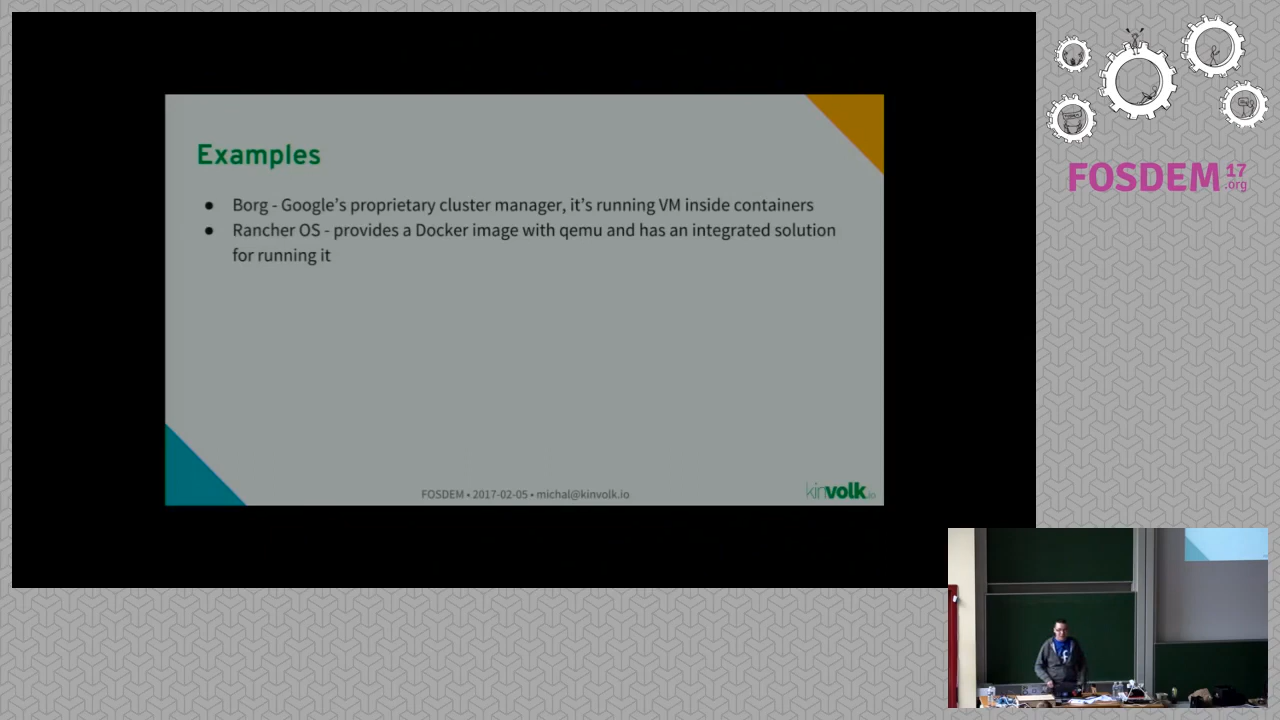 Examples
● Borg - Google's proprietary cluster manager, it's running VM inside containers
● Rancher OS - provides a Docker image with qemu and has an integrated solution
for running it
FOSDEM • 2017-02-05 • michal@kinvolk.io
kinvolk.io
FOSDEM 17
.org